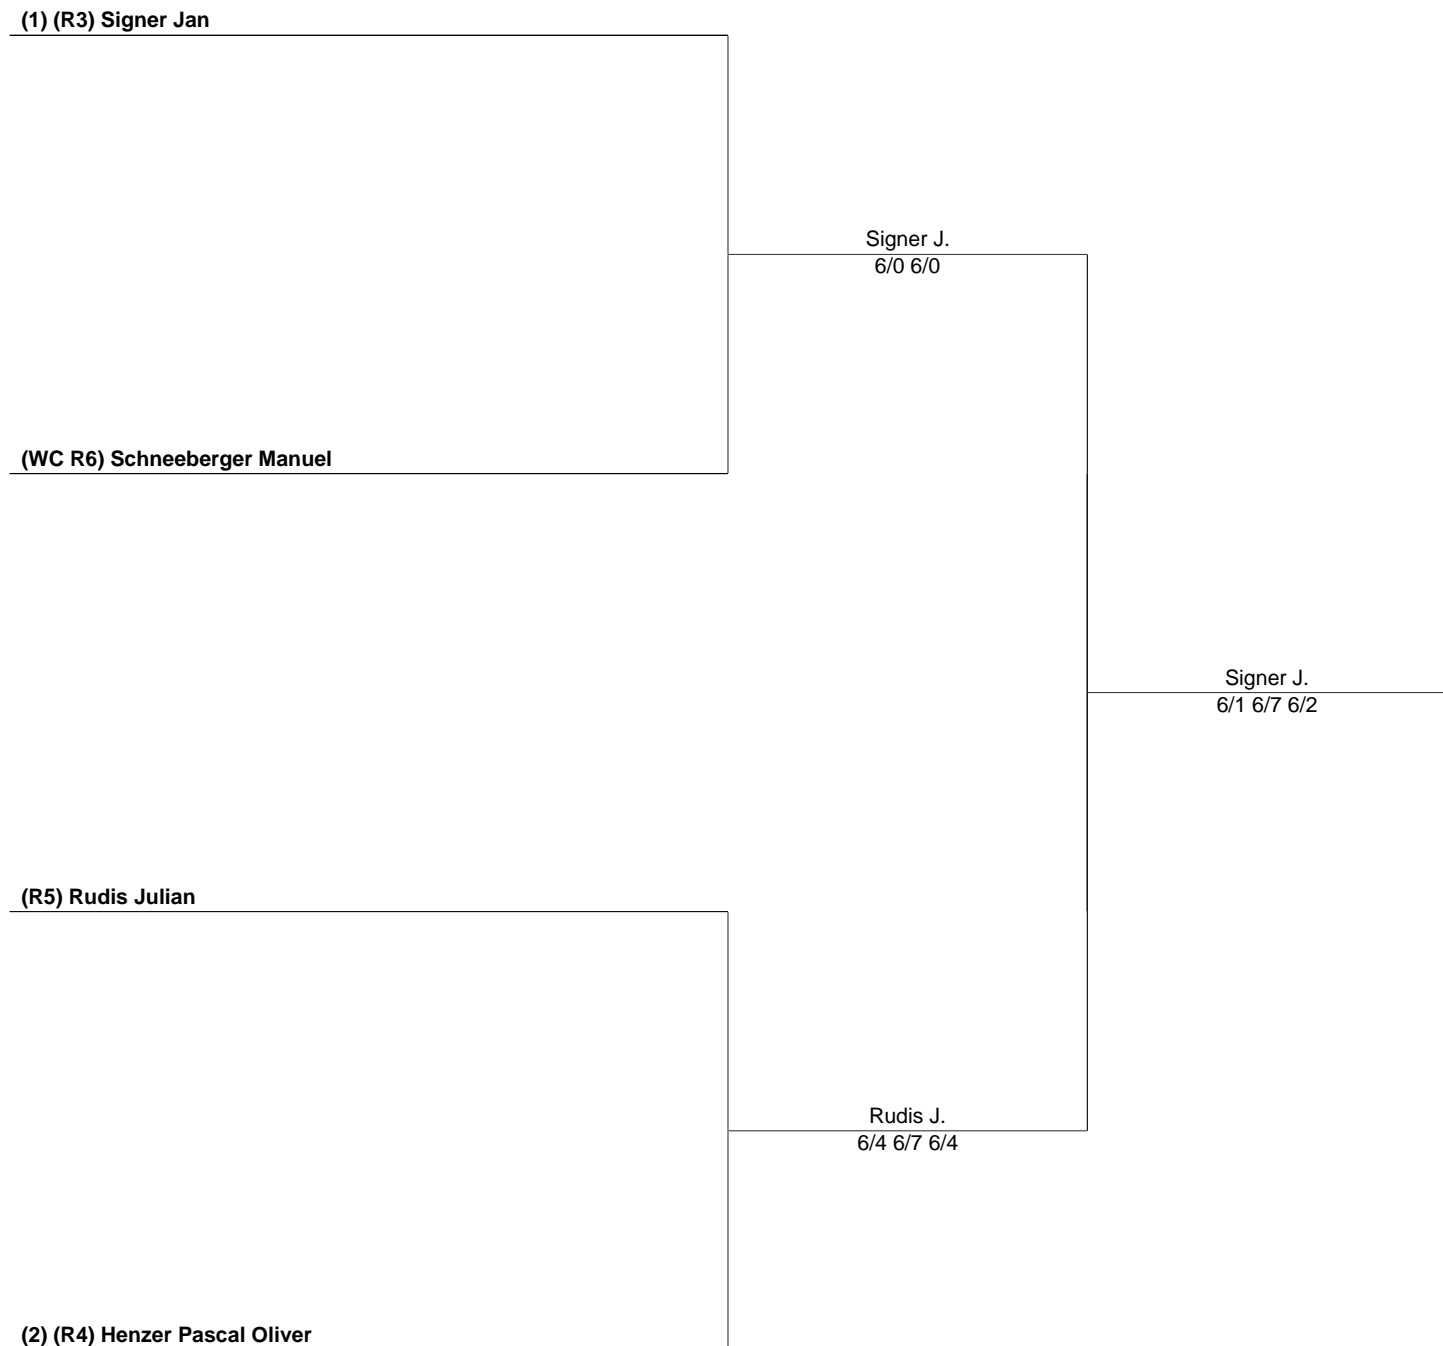 (1) (R3) Signer Jan
Signer J.
6/0 6/0
(WC R6) Schneeberger Manuel
Signer J.
6/1 6/7 6/2
(R5) Rudis Julian
Rudis J.
6/4 6/7 6/4
(2) (R4) Henzer Pascal Oliver